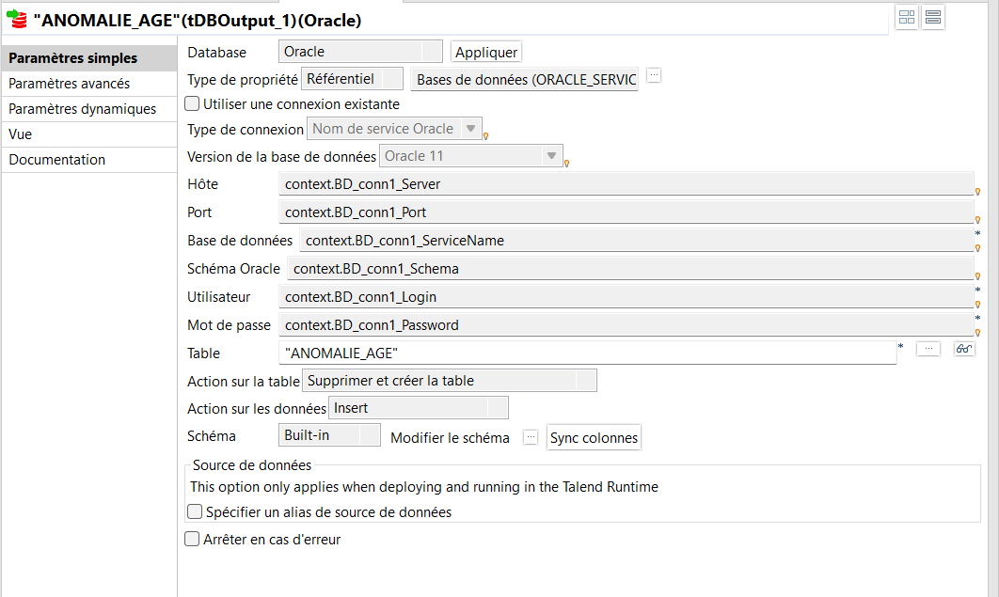 "ANOMALIE_AGE"(tDBOutput_1)(Oracle)
Paramètres simples
Paramètres avancés
Paramètres dynamiques
Vue
Documentation
Database Oracle Appliquer
Type de propriété Référentiel Bases de données (ORACLE_SERVIC ...
Utiliser une connexion existante
Type de connexion Nom de service Oracle
Version de la base de données Oracle 11
Hôte context.BD_conn1_Server
Port context.BD_conn1_Port
Base de données context.BD_conn1_ServiceName *
Schéma Oracle context.BD_conn1_Schema
Utilisateur context.BD_conn1_Login *
Mot de passe context.BD_conn1_Password *
Table "ANOMALIE_AGE" * ...
Action sur la table Supprimer et créer la table
Action sur les données Insert
Schéma Built-in Modifier le schéma ... Sync colonnes
Source de données
This option only applies when deploying and running in the Talend Runtime
Spécifier un alias de source de données
Arrêter en cas d'erreur